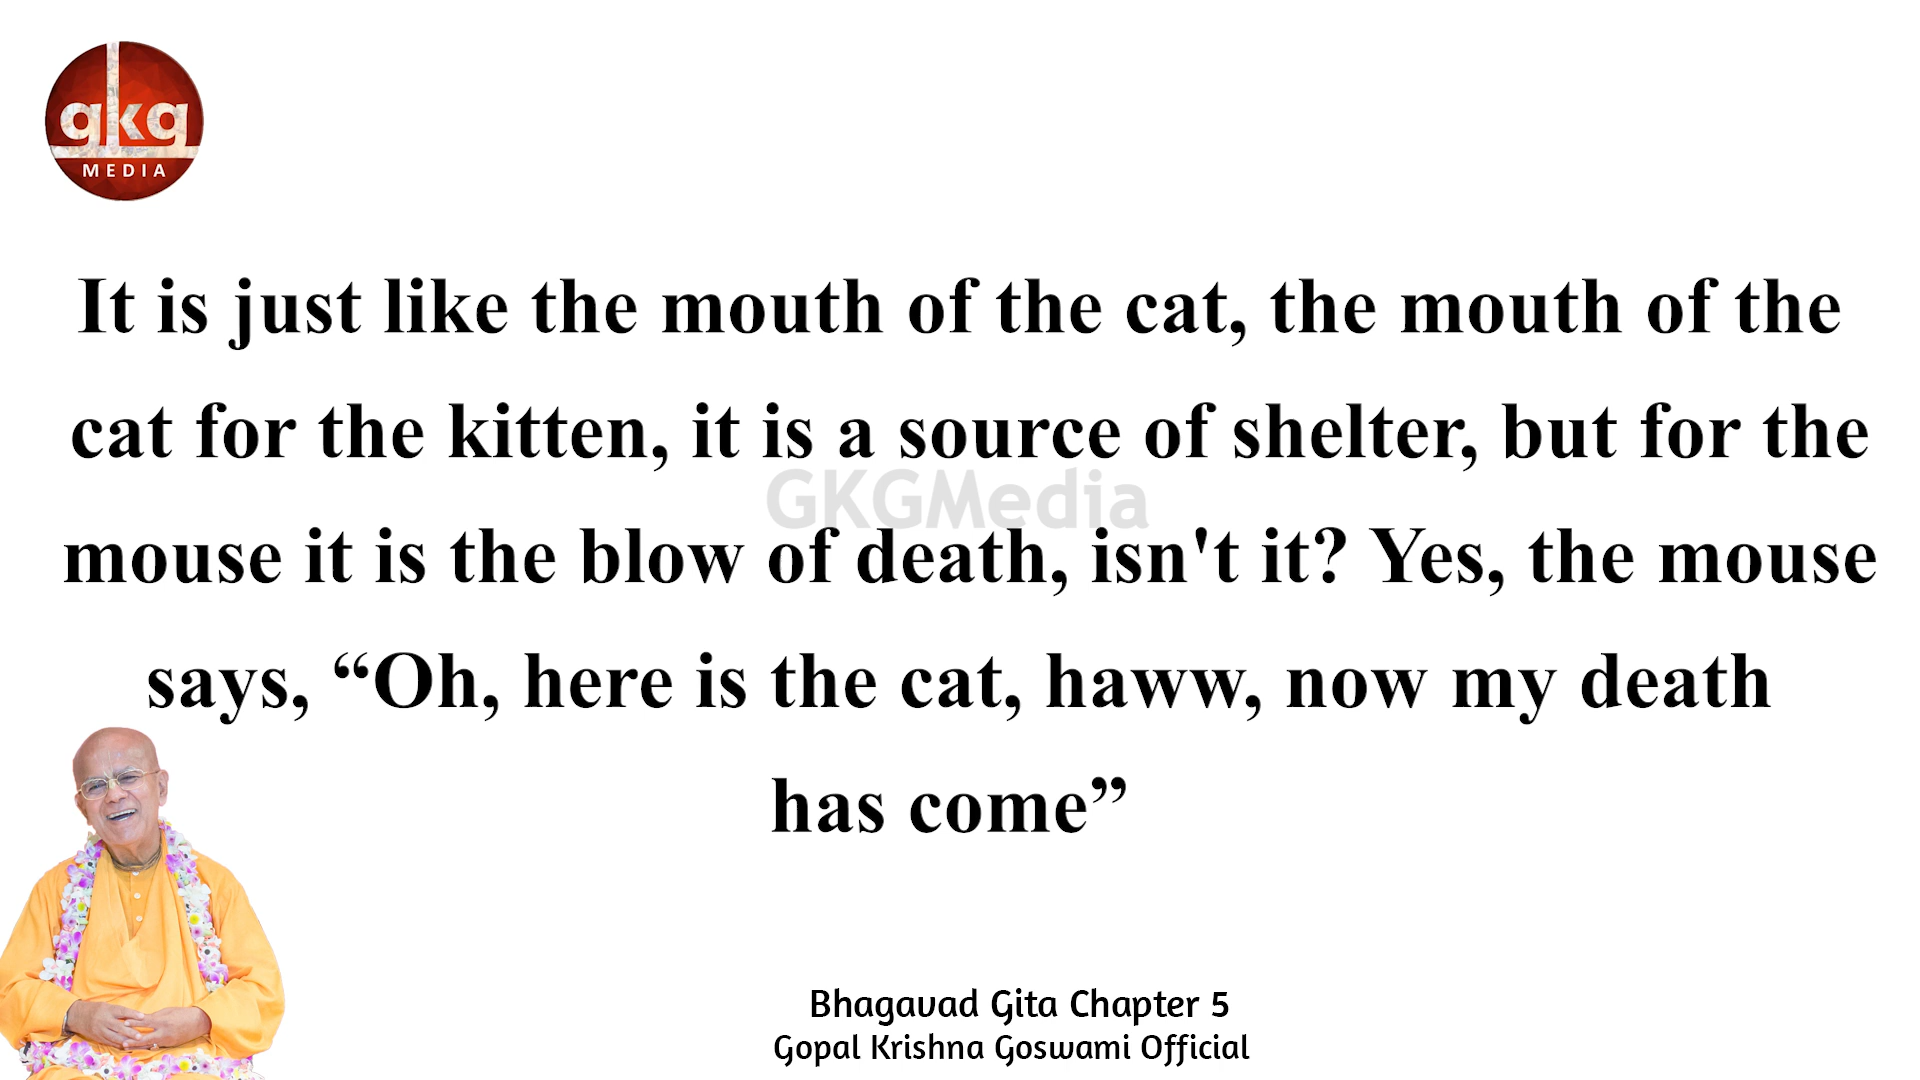 gkg
MEDIA
It is just like the mouth of the cat, the mouth of the
cat for the kitten, it is a source of shelter, but for the
GKGMedia
mouse it is the blow of death, isn't it? Yes, the mouse
says, “Oh, here is the cat, haww, now my death
has come”
Bhagavad Gita Chapter 5
Gopal Krishna Goswami Official